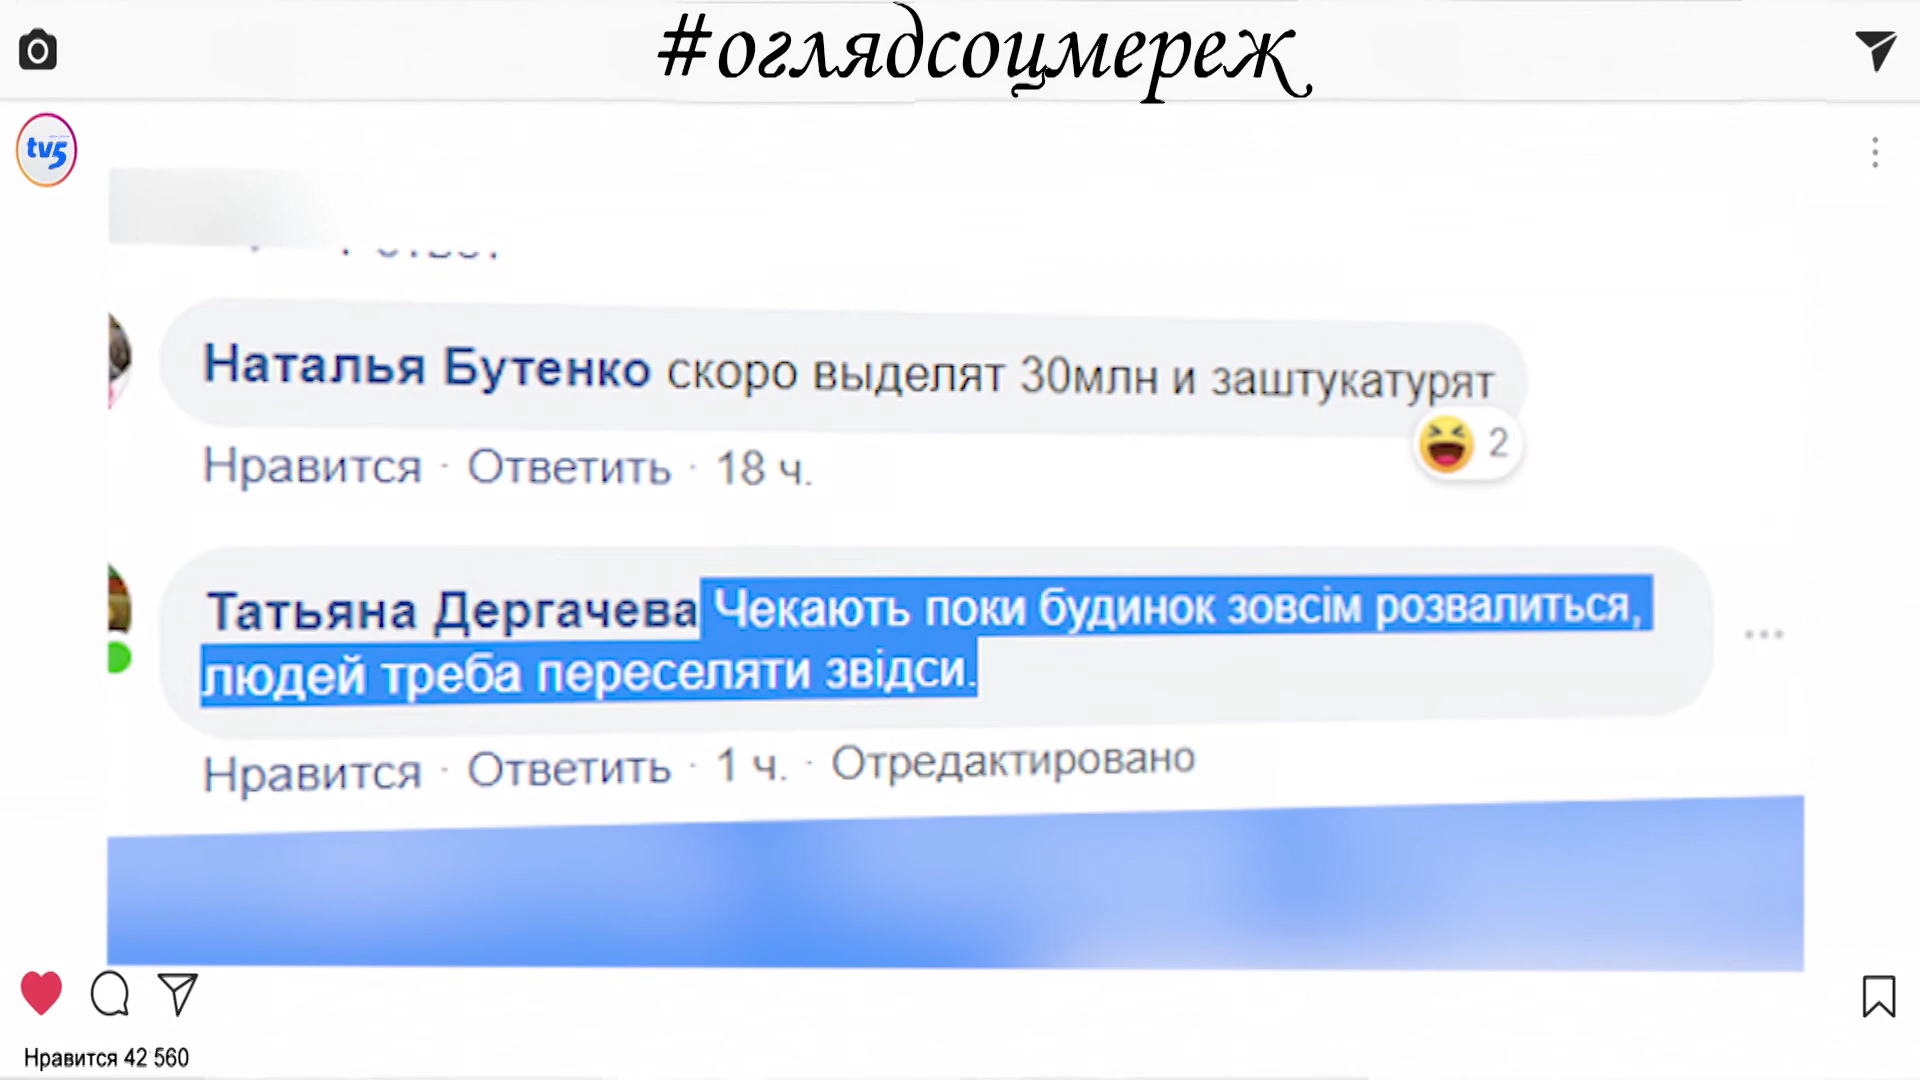 #оглядсоцмереж
tv5
Наталья Бутенко скоро выделят 30млн и заштукатурят
2
Нравится · Ответить · 18 ч.
Татьяна Дергачева Чекають поки будинок зовсім розвалиться,
людей треба переселяти звідси.
Нравится · Ответить · 1 ч. · Отредактировано
Нравится 42 560